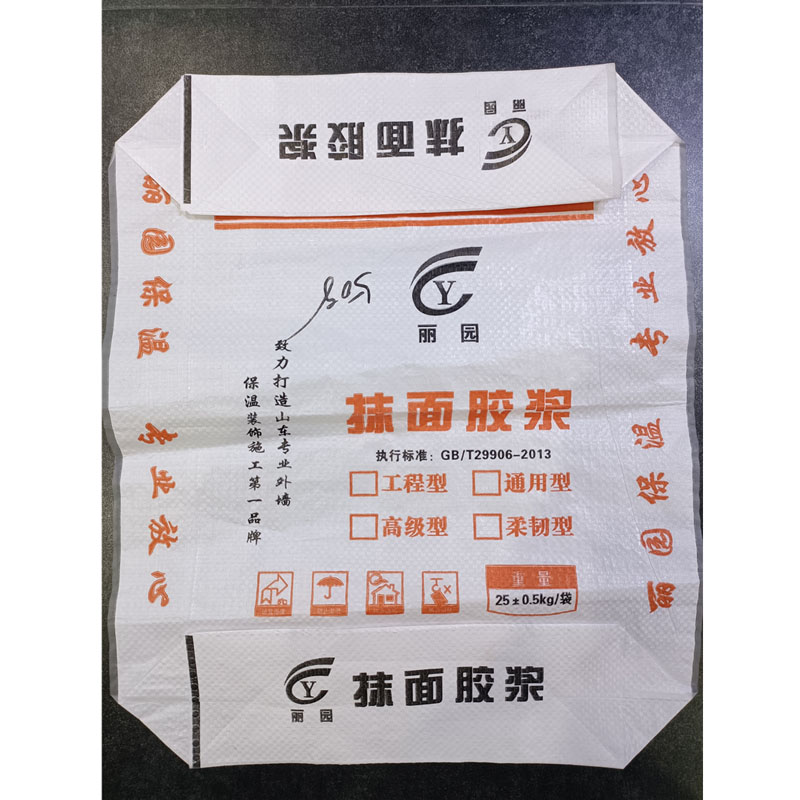 抹面胶浆
丽园
Y
丽园保温 专业放心
专业放心 丽园保温
Y
丽园
致力打造山东专业外墙
保温装饰施工第一品牌
抹面胶浆
执行标准：GB/T29906-2013
工程型 通用型
高级型 柔韧型
重量
25±0.5kg/袋
Y
丽园
抹面胶浆